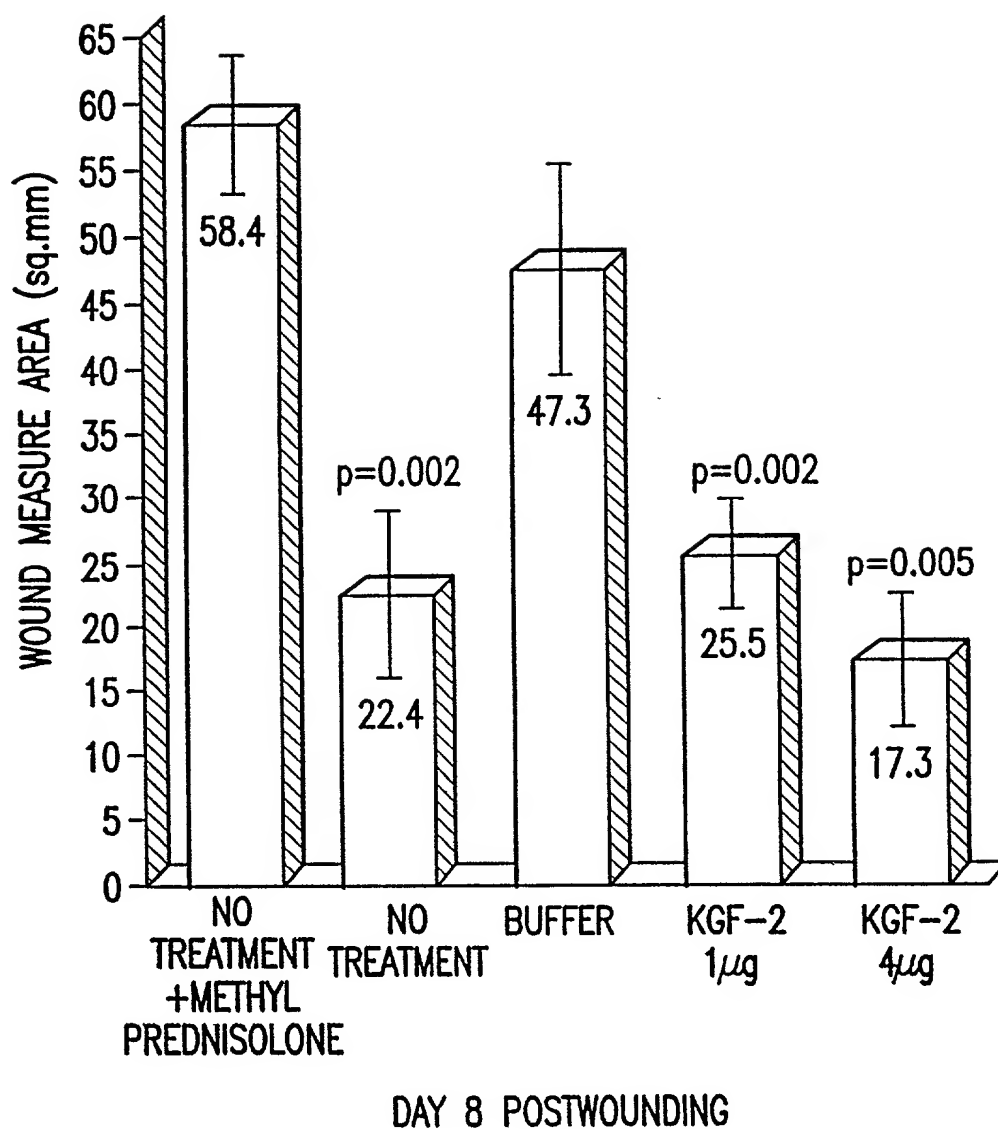 WOUND MEASURE AREA (sq.mm)
65
60
55
50
45
40
35
30
25
20
15
10
5
0
58.4
p=0.002
22.4
47.3
p=0.002
25.5
p=0.005
17.3
NO
TREATMENT
+METHYL
PREDNISOLONE
NO
TREATMENT
BUFFER
KGF-2
1μg
KGF-2
4μg
DAY 8 POSTWOUNDING